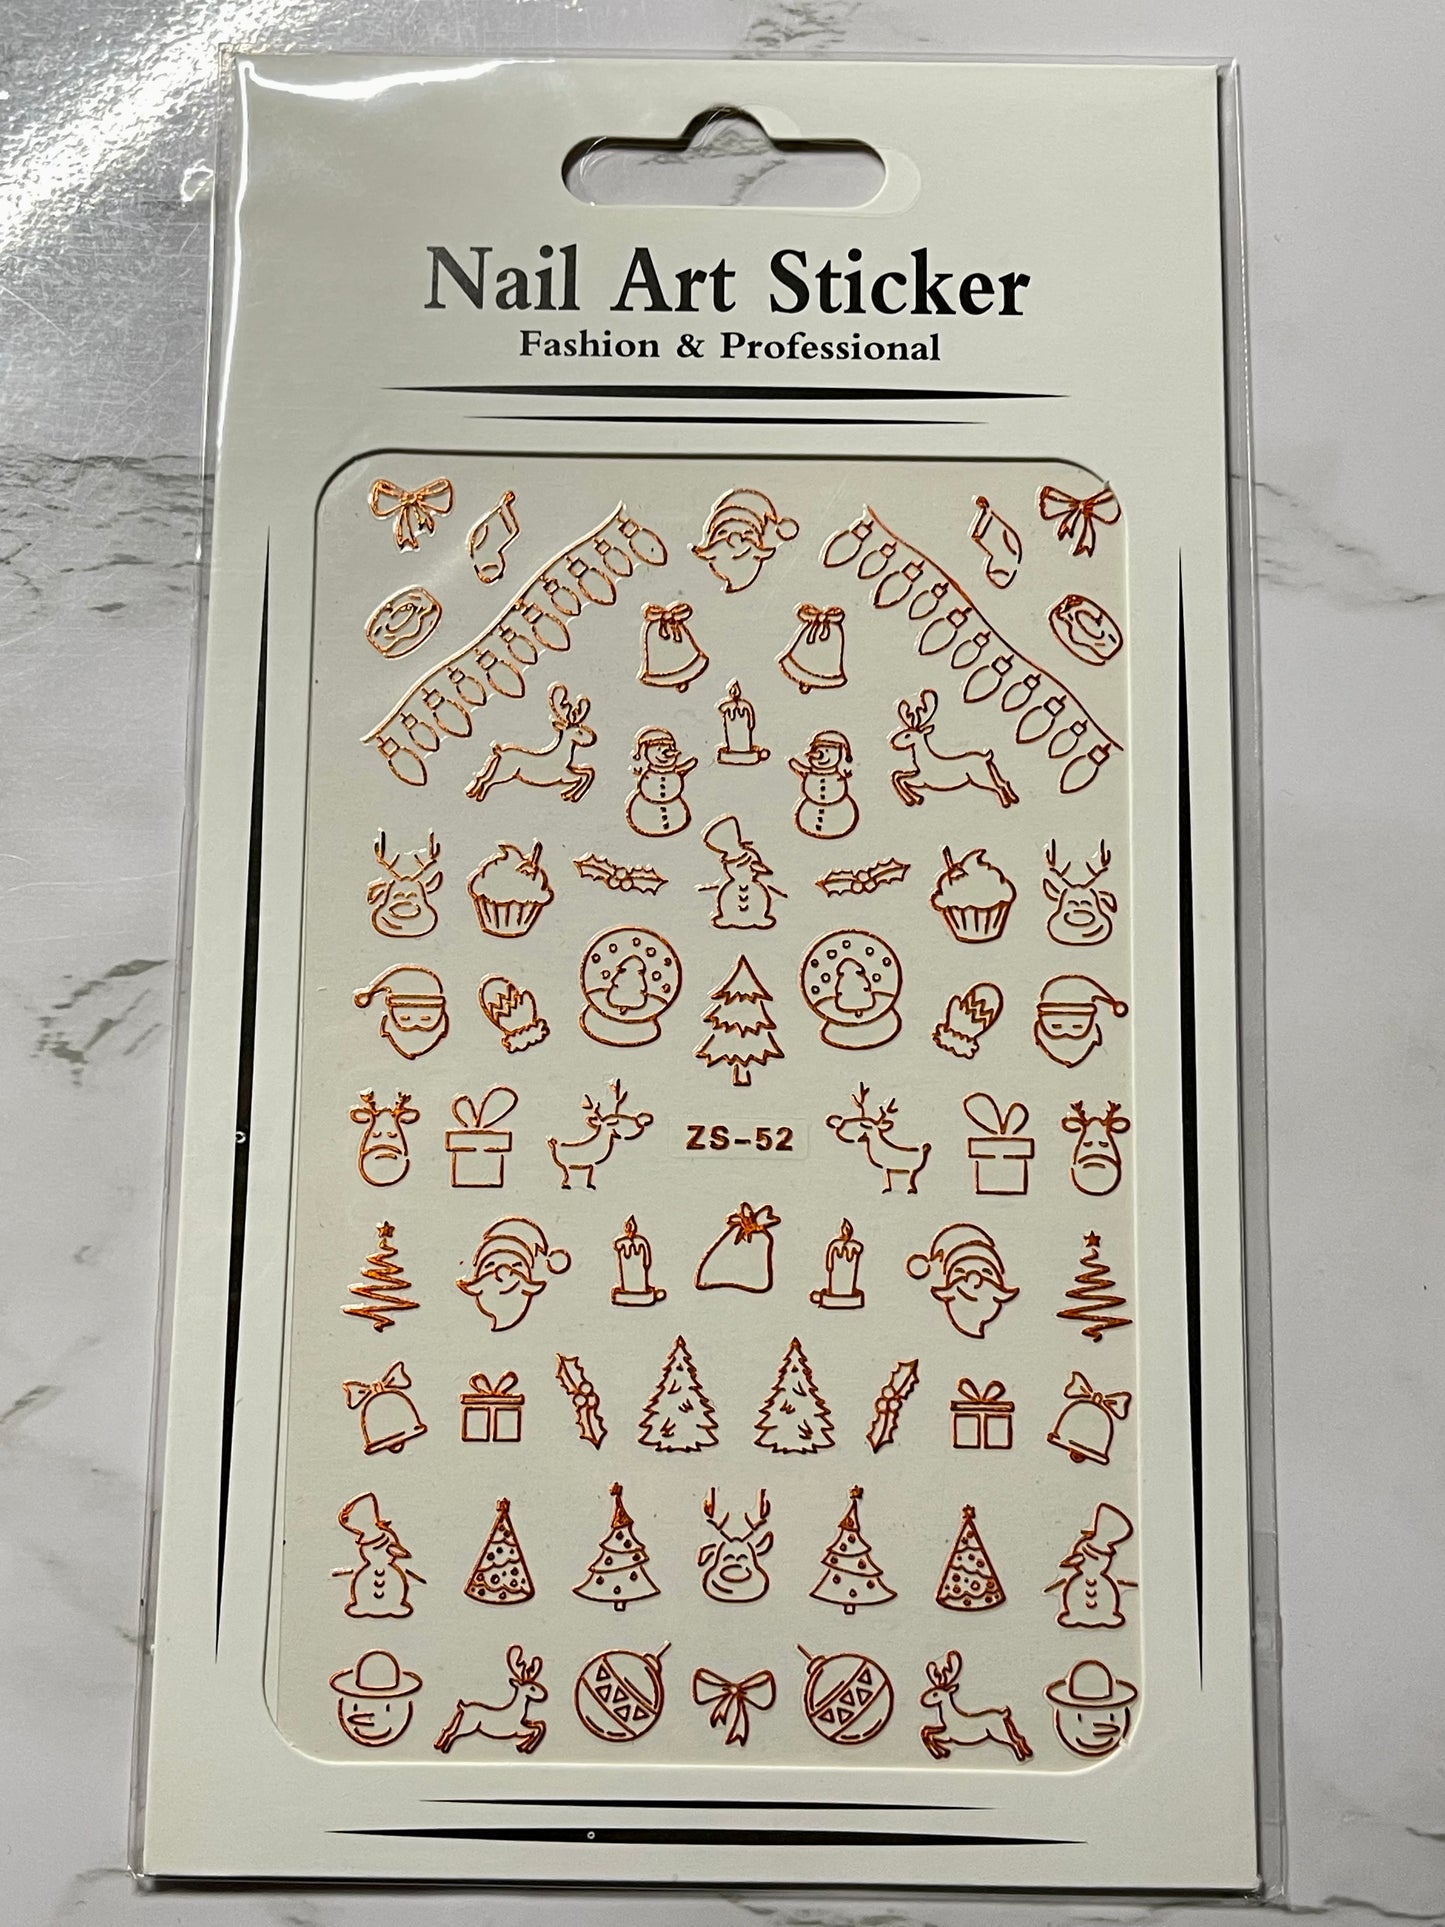 Nail Art Sticker
Fashion & Professional
ZS-52